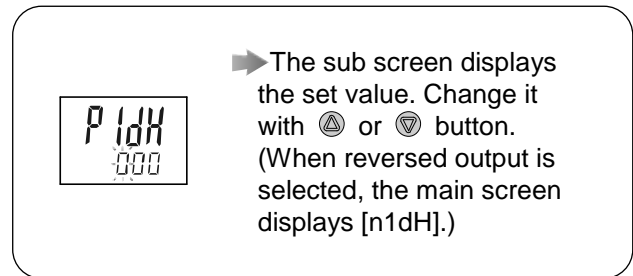 P1dH
000
The sub screen displays
the set value. Change it
with or button.
(When reversed output is
selected, the main screen
displays [n1dH].)